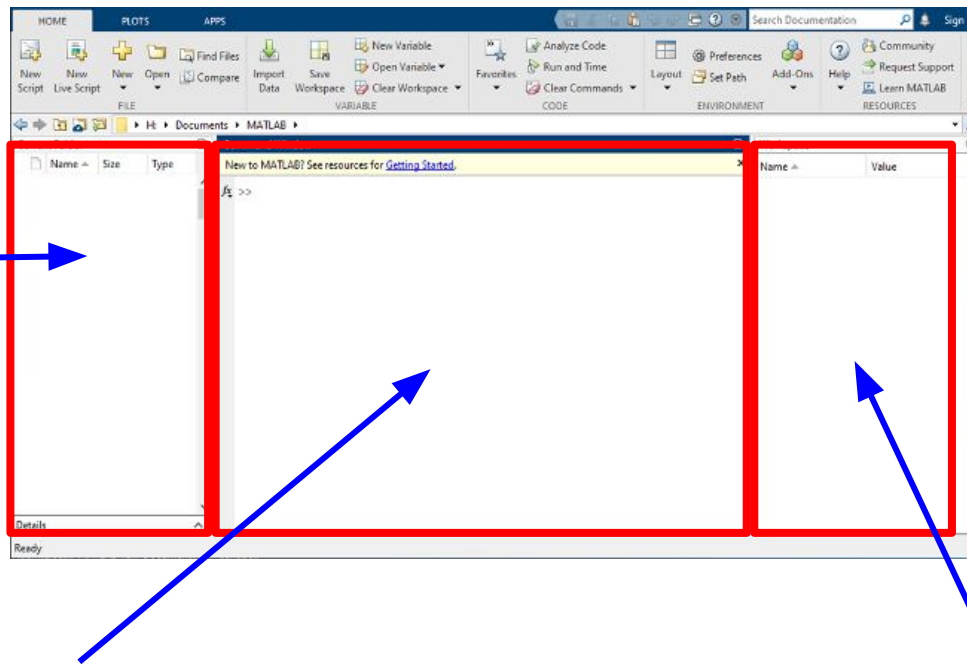 HOME PLOTS APPS
Search Documentation
Sign
New Script
New Live Script
New
Open
Find Files
Compare
FILE
Import Data
Save Workspace
New Variable
Open Variable
Clear Workspace
VARIABLE
Favorites
Analyze Code
Run and Time
Clear Commands
CODE
Layout
Preferences
Set Path
Add-Ons
ENVIRONMENT
Help
Community
Request Support
Learn MATLAB
RESOURCES
H: Documents MATLAB
Name Size Type
New to MATLAB? See resources for Getting Started.
fx >>
Name Value
Details
Ready